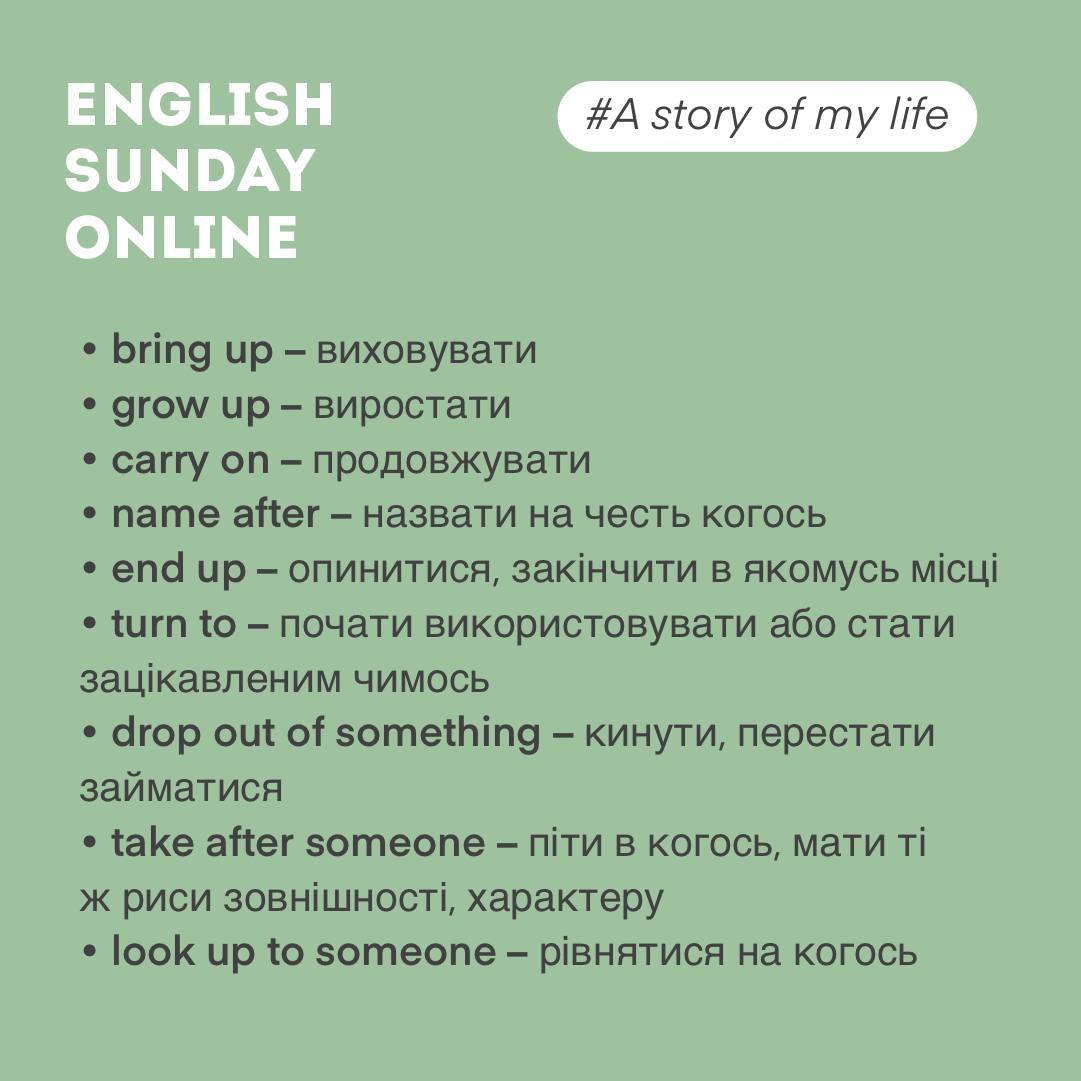 ENGLISH
SUNDAY
ONLINE
#A story of my life
• bring up – виховувати
• grow up – виростати
• carry on – продовжувати
• name after – назвати на честь когось
• end up – опинитися, закінчити в якомусь місці
• turn to – почати використовувати або стати
зацікавленим чимось
• drop out of something – кинути, перестати
займатися
• take after someone – піти в когось, мати ті
ж риси зовнішності, характеру
• look up to someone – рівнятися на когось